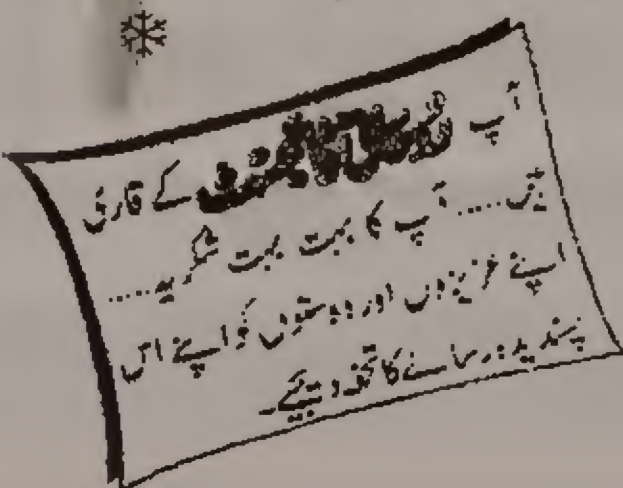 آپ کے قاری
ہیں..... آپ کا بہت بہت شکریہ.....
اپنے عزیزوں اور دوستوں کو اپنے اس
پسندیدہ رسالے کا تحفہ دیجئے۔